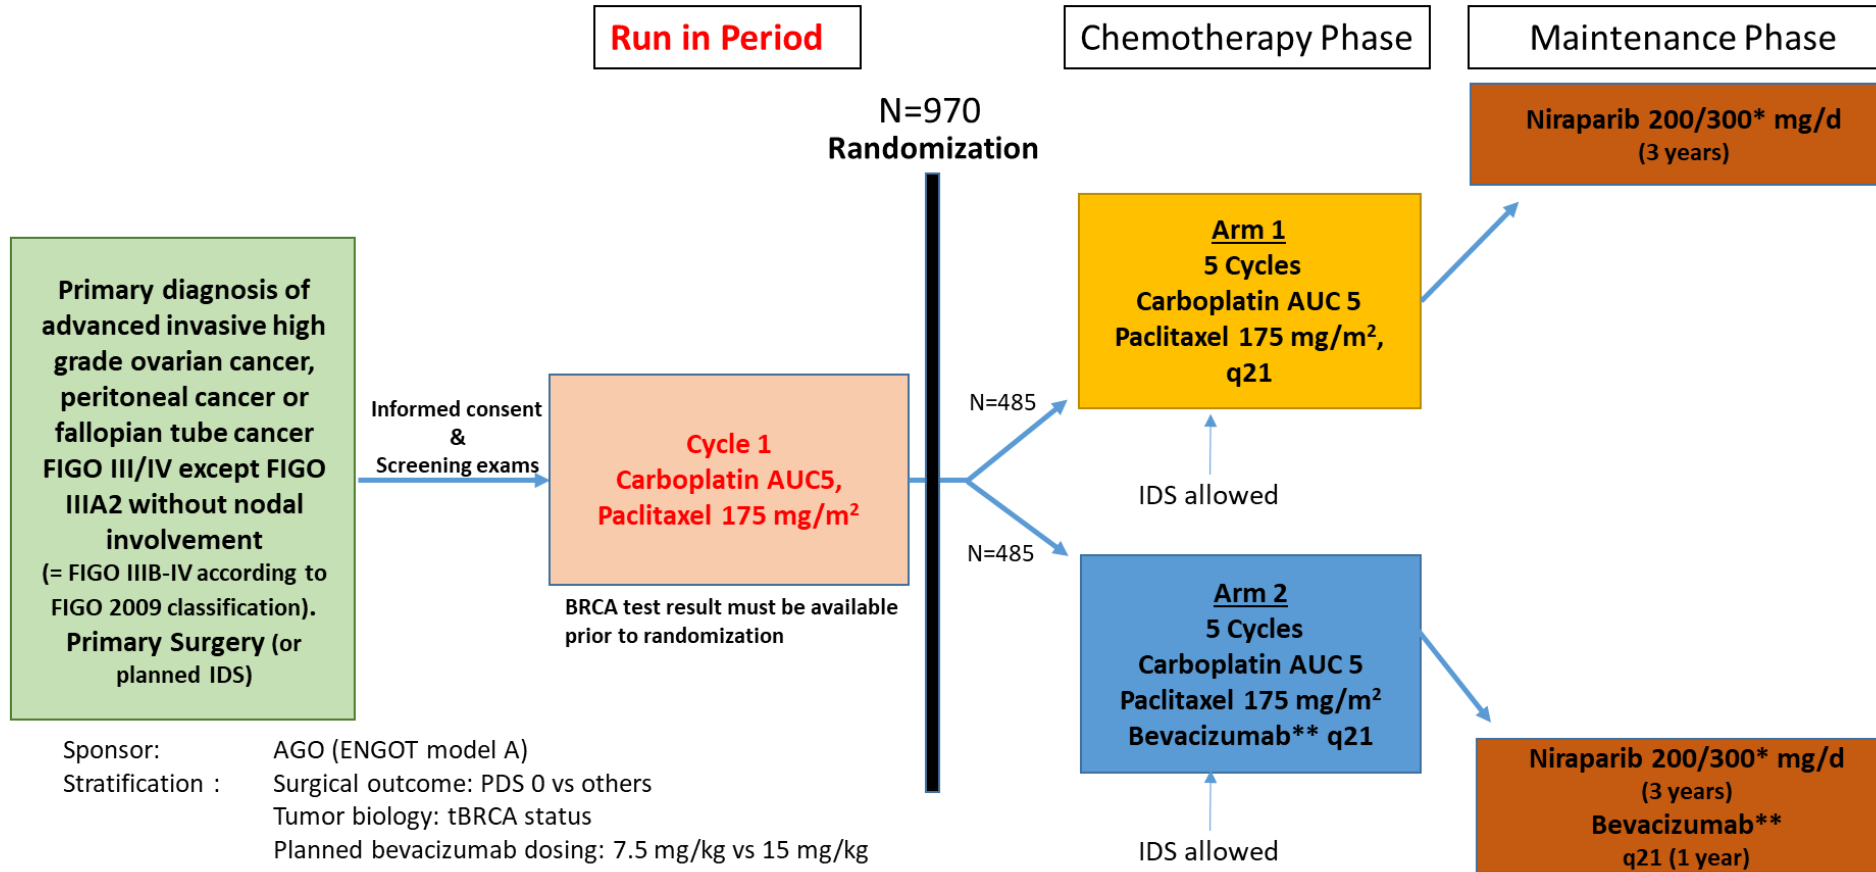 Run in Period
Chemotherapy Phase
Maintenance Phase
N=970
Randomization
Primary diagnosis of
advanced invasive high
grade ovarian cancer,
peritoneal cancer or
fallopian tube cancer
FIGO III/IV except FIGO
IIIA2 without nodal
involvement
(= FIGO IIIB-IV according to
FIGO 2009 classification).
Primary Surgery (or
planned IDS)
Informed consent
&
Screening exams
Cycle 1
Carboplatin AUC5,
Paclitaxel 175 mg/m²
BRCA test result must be available
prior to randomization
N=485
N=485
Arm 1
5 Cycles
Carboplatin AUC 5
Paclitaxel 175 mg/m²,
q21
IDS allowed
Arm 2
5 Cycles
Carboplatin AUC 5
Paclitaxel 175 mg/m²
Bevacizumab** q21
IDS allowed
Niraparib 200/300* mg/d
(3 years)
Niraparib 200/300* mg/d
(3 years)
Bevacizumab**
q21 (1 year)
Sponsor: AGO (ENGOT model A)
Stratification : Surgical outcome: PDS 0 vs others
Tumor biology: tBRCA status
Planned bevacizumab dosing: 7.5 mg/kg vs 15 mg/kg